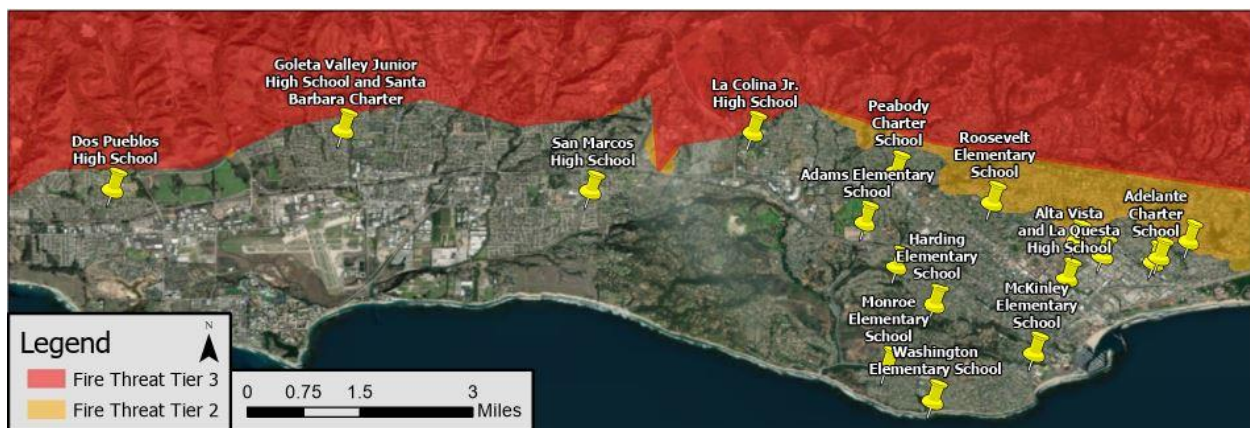 Goleta Valley Junior
High School and Santa
Barbara Charter
La Colina Jr.
High School
Peabody
Charter
School
Roosevelt
Elementary
School
Dos Pueblos
High School
San Marcos
High School
Adams Elementary
School
Adelante
Charter
School
Alta Vista
and La Questa
High School
Harding
Elementary
School
McKinley
Elementary
School
Monroe
Elementary
School
Washington
Elementary School
Legend
N
Fire Threat Tier 3
Fire Threat Tier 2
0 0.75 1.5 3
Miles